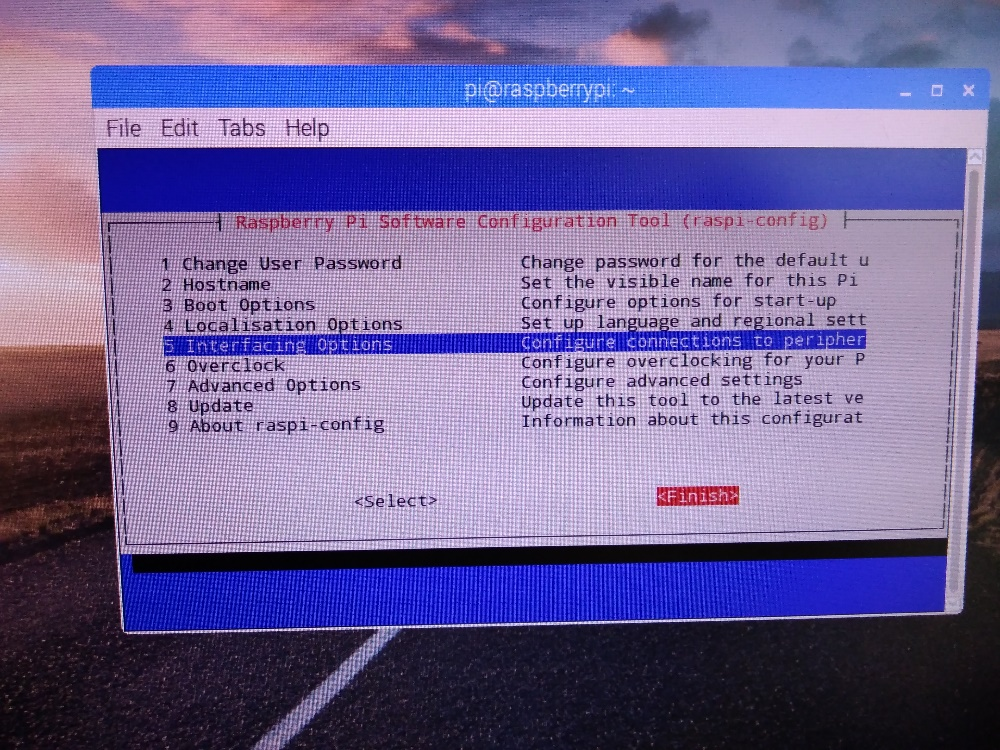 pi@raspberrypi: ~
File Edit Tabs Help
Raspberry Pi Software Configuration Tool (raspi-config)
1 Change User Password Change password for the default u
2 Hostname Set the visible name for this Pi
3 Boot Options Configure options for start-up
4 Localisation Options Set up language and regional sett
5 Interfacing Options Configure connections to peripher
6 Overclock Configure overclocking for your P
7 Advanced Options Configure advanced settings
8 Update Update this tool to the latest ve
9 About raspi-config Information about this configurat
<Select> <Finish>